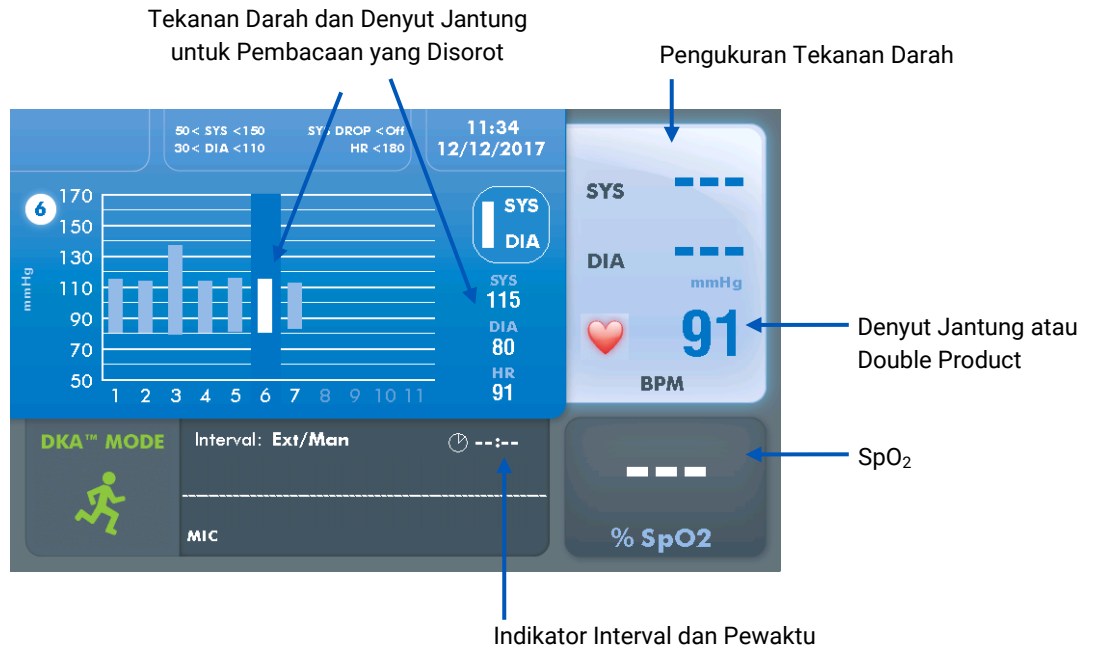 Tekanan Darah dan Denyut Jantung
untuk Pembacaan yang Disorot
Pengukuran Tekanan Darah
50< SYS <150 SYS DROP <Off
30< DIA <110 HR <180
11:34
12/12/2017
6
mmHg
170
150
130
110
90
70
50
1 2 3 4 5 6 7 8 9 10 11
SYS
DIA
SYS
115
DIA
80
HR
91
SYS ---
DIA ---
mmHg
91
BPM
Denyut Jantung atau
Double Product
DKA™ MODE
Interval: Ext/Man --:--
MIC
---
% SpO2
SpO₂
Indikator Interval dan Pewaktu